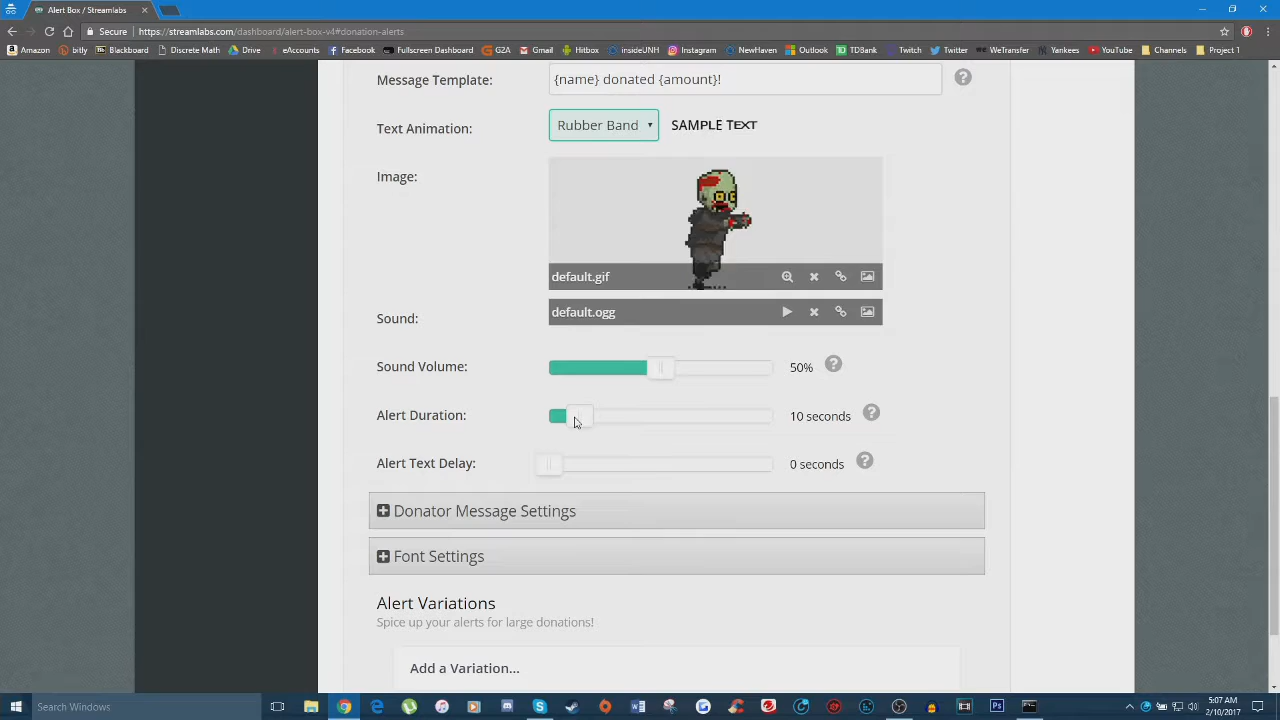 Alert Box / Streamlabs
Secure https://streamlabs.com/dashboard/alert-box-v4#donation-alerts
Amazon bitly Blackboard Discreet Logix Drive eAccounts Facebook Fullscreen Dashboard G2A Gmail Hitbox insideUNH Instagram NewHaven Outlook TDBank Twitch Twitter WeTransfer Yankees YouTube Channels Project 1
Message Template: {name} donated {amount}!
Text Animation: Rubber Band SAMPLE TEXT
Image:
default.gif
default.ogg
Sound:
Sound Volume: 50%
Alert Duration: 10 seconds
Alert Text Delay: 0 seconds
Donator Message Settings
Font Settings
Alert Variations
Spice up your alerts for large donations!
Add a Variation...
Search Windows
5:07 AM
2/10/2017